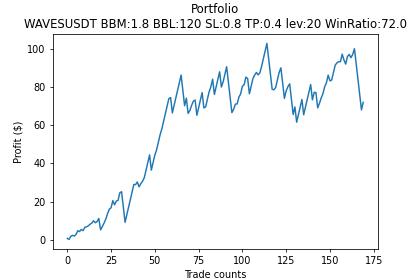 Portfolio
WAVESUSDT BBM:1.8 BBL:120 SL:0.8 TP:0.4 lev:20 WinRatio:72.0
100
80
60
40
20
0
Profit ($)
0 25 50 75 100 125 150 175
Trade counts